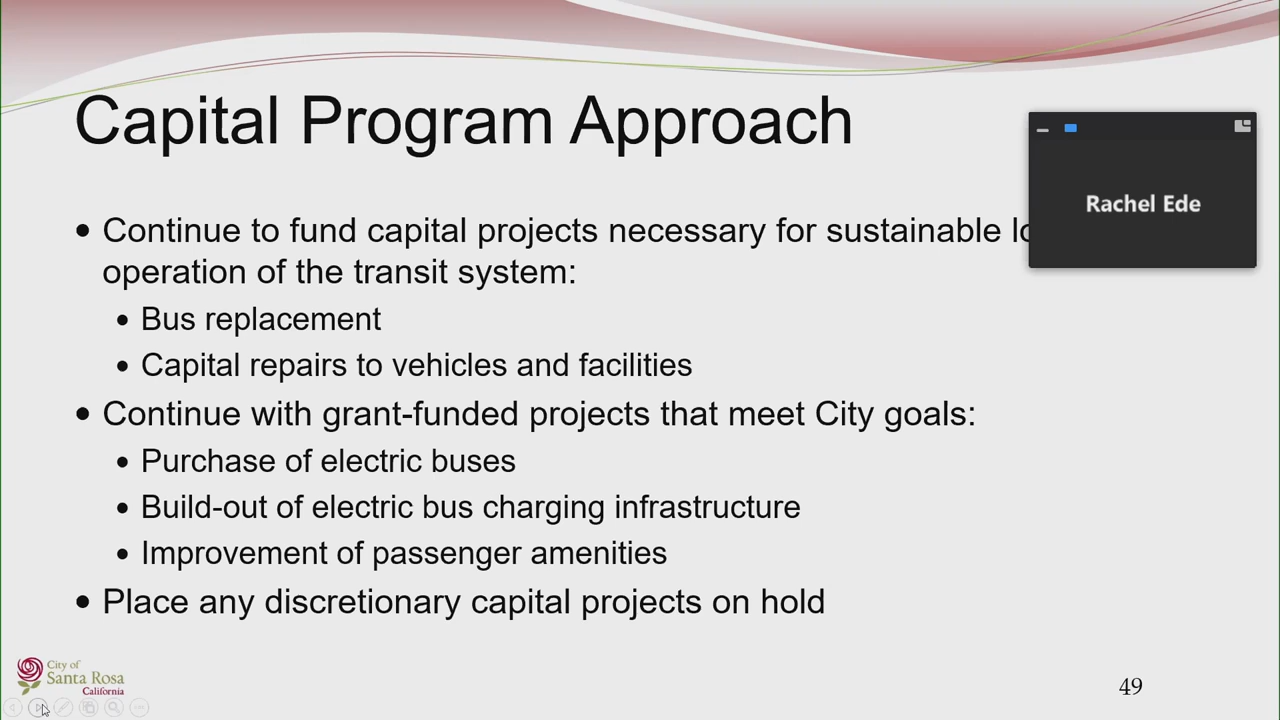 Capital Program Approach
Rachel Ede
• Continue to fund capital projects necessary for sustainable
operation of the transit system:
• Bus replacement
• Capital repairs to vehicles and facilities
• Continue with grant-funded projects that meet City goals:
• Purchase of electric buses
• Build-out of electric bus charging infrastructure
• Improvement of passenger amenities
• Place any discretionary capital projects on hold
City of
Santa Rosa
California
49